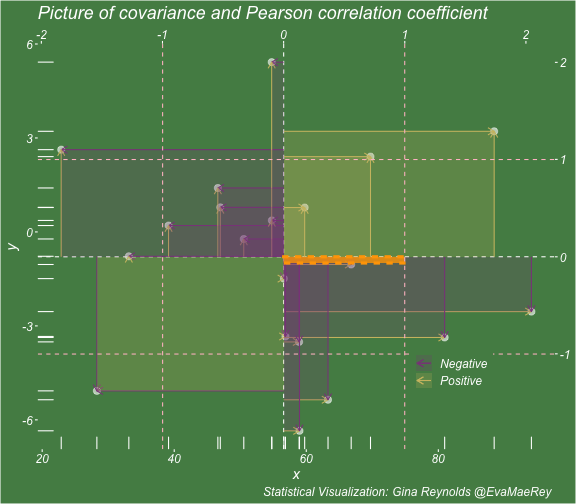 Picture of covariance and Pearson correlation coefficient
-2 -1 0 1 2
6
3
0
-3
-6
y
2
1
0
-1
Negative
Positive
20 40 60 80
x
Statistical Visualization: Gina Reynolds @EvaMaeRey